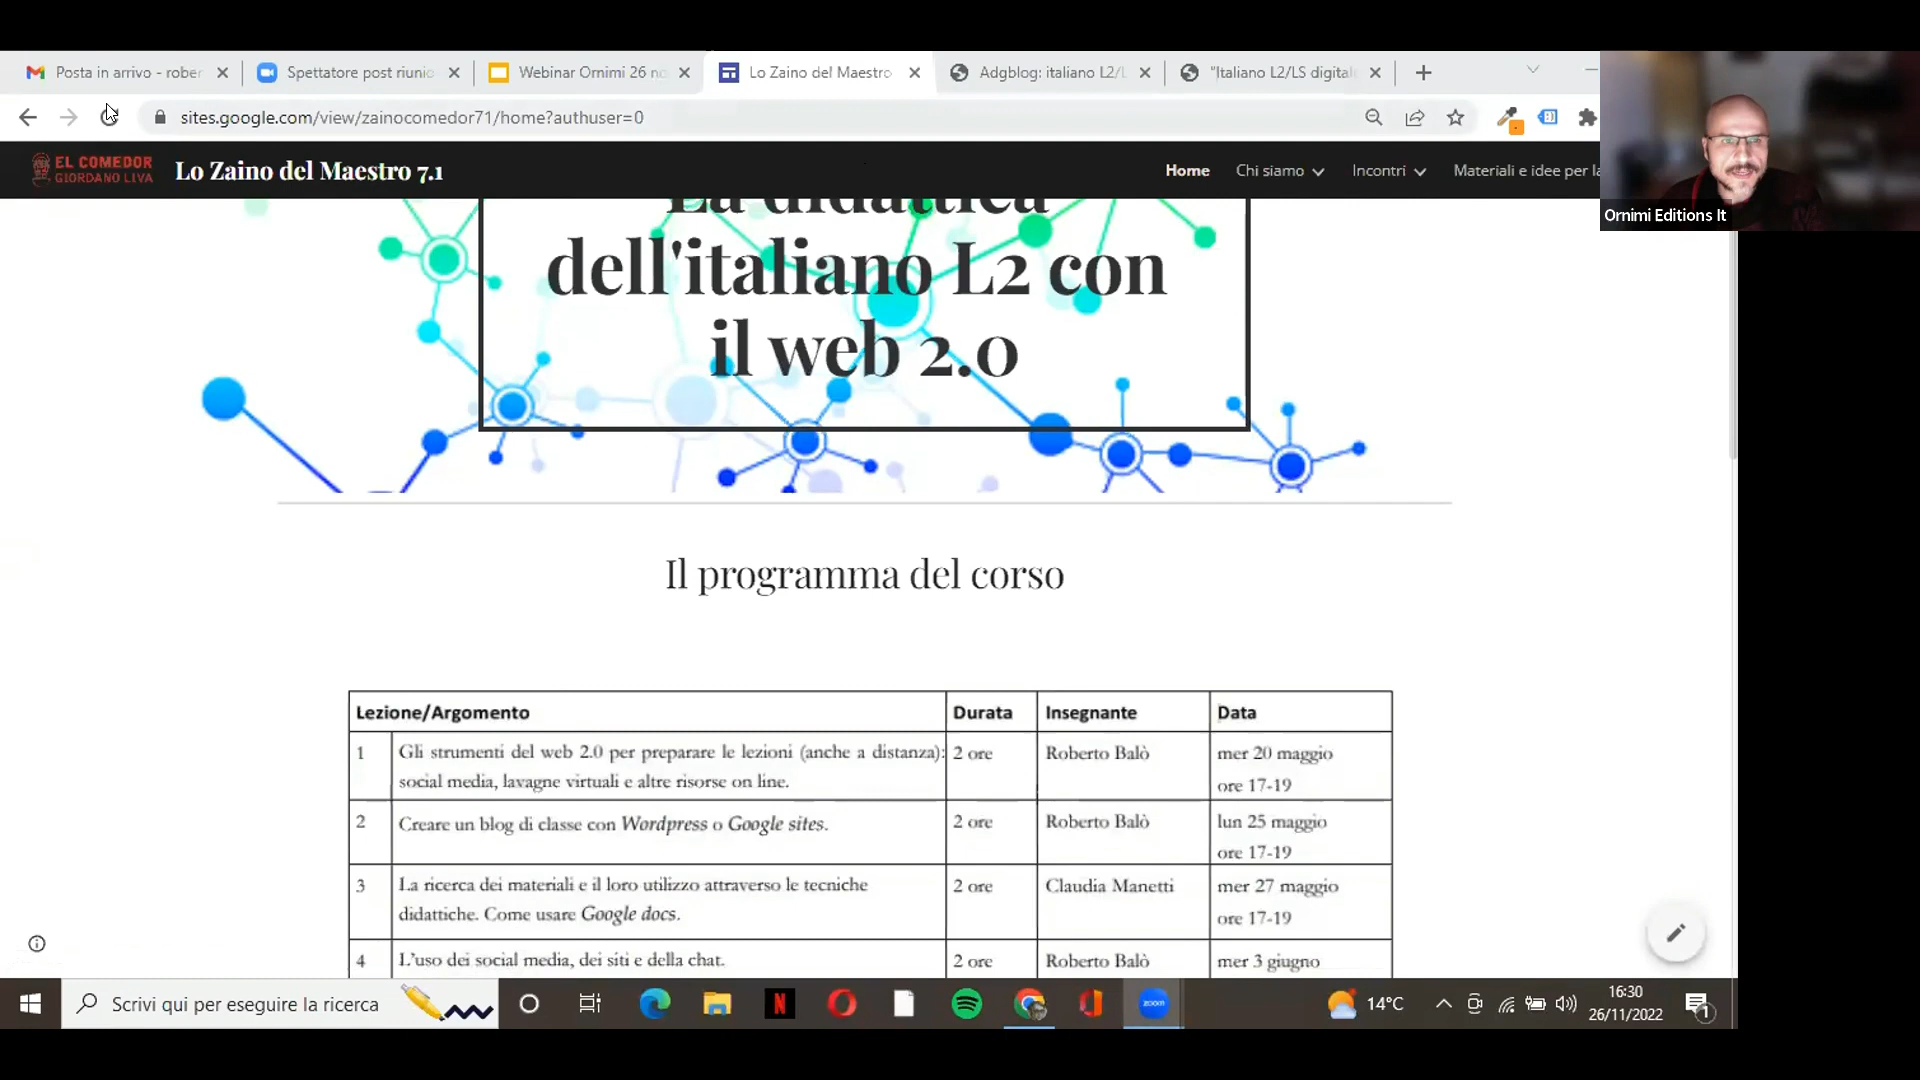 Posta in arrivo - rober
Spettatore post riunio
Webinar Ornimi 26 no
Lo Zaino del Maestro
Adgblog: italiano L2/L
"Italiano L2/LS digital
sites.google.com/view/zainocomedor71/home?authuser=0
EL COMEDOR
GIORDANO LIVA
Lo Zaino del Maestro 7.1
Home
Chi siamo
Incontri
Materiali e idee per la
Ornimi Editions It
La didattica
dell'italiano L2 con
il web 2.0
Il programma del corso
Lezione/Argomento Durata Insegnante Data
1 Gli strumenti del web 2.0 per preparare le lezioni (anche a distanza): 2 ore Roberto Balò mer 20 maggio
social media, lavagne virtuali e altre risorse on line. ore 17-19
2 Creare un blog di classe con Wordpress o Google sites. 2 ore Roberto Balò lun 25 maggio
ore 17-19
3 La ricerca dei materiali e il loro utilizzo attraverso le tecniche 2 ore Claudia Manetti mer 27 maggio
didattiche. Come usare Google docs. ore 17-19
4 L'uso dei social media, dei siti e della chat. 2 ore Roberto Balò mer 3 giugno
Scrivi qui per eseguire la ricerca
zoom
14°C
16:30
26/11/2022
1